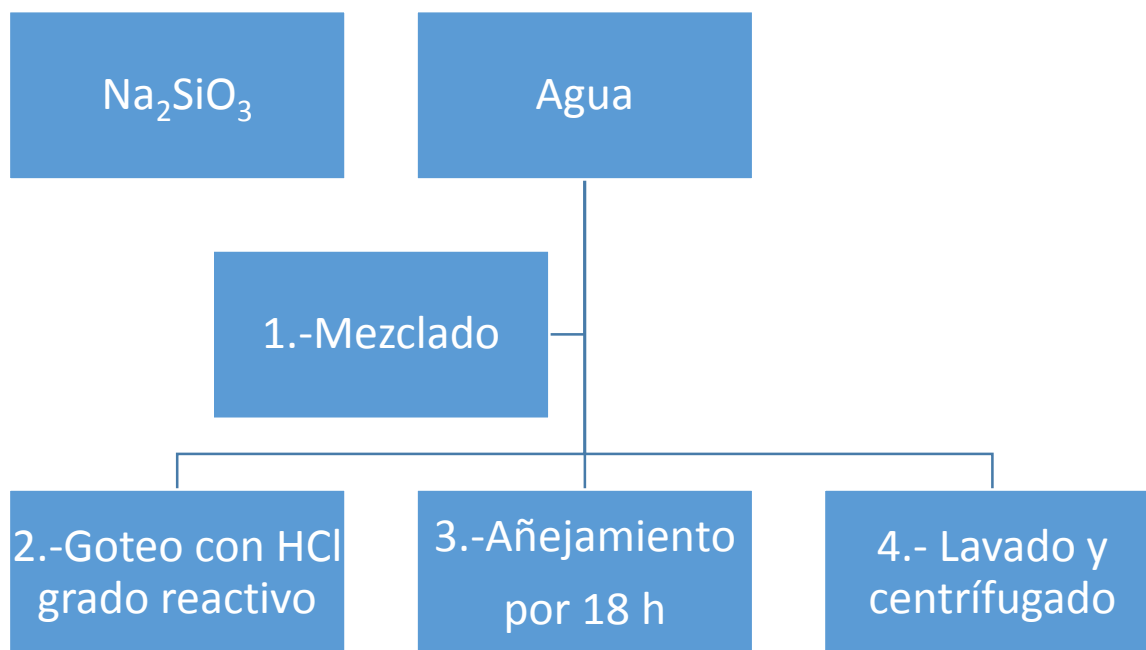 Na₂SiO₃
Agua
1.-Mezclado
2.-Goteo con HCl
grado reactivo
3.-Añejamiento
por 18 h
4.- Lavado y
centrífugado